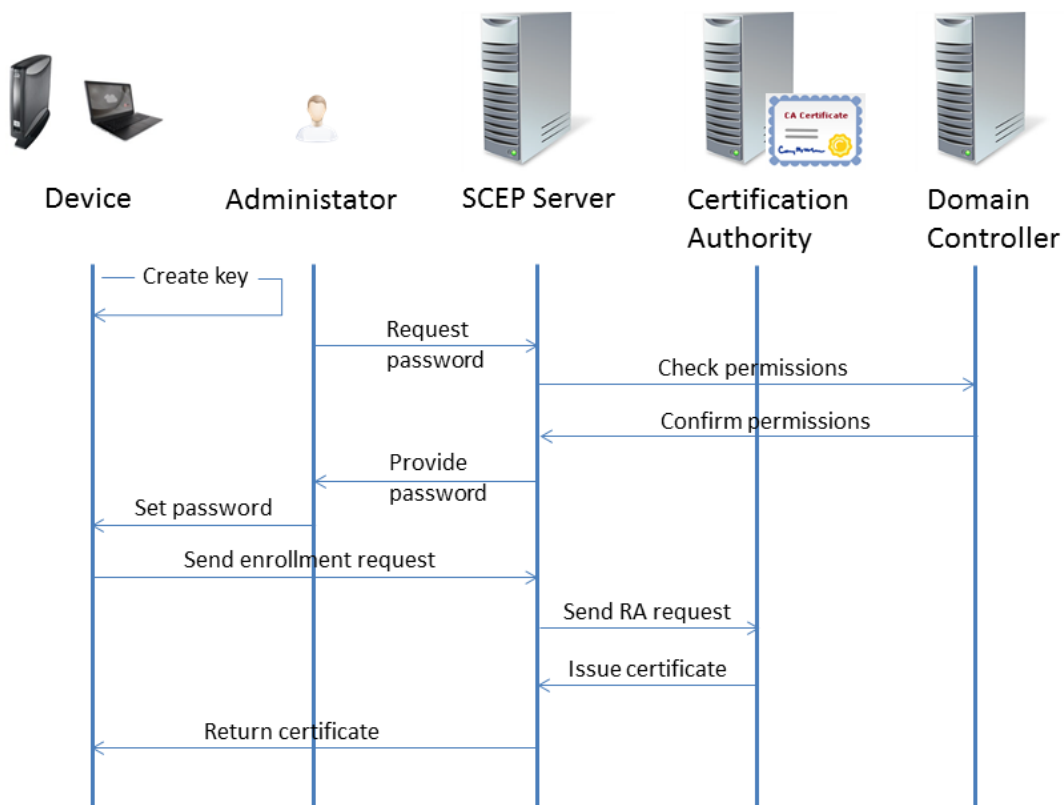 CA Certificate
Device
Administator
SCEP Server
Certification
Authority
Domain
Controller
Create key
Request
password
Check permissions
Confirm permissions
Provide
password
Set password
Send enrollment request
Send RA request
Issue certificate
Return certificate